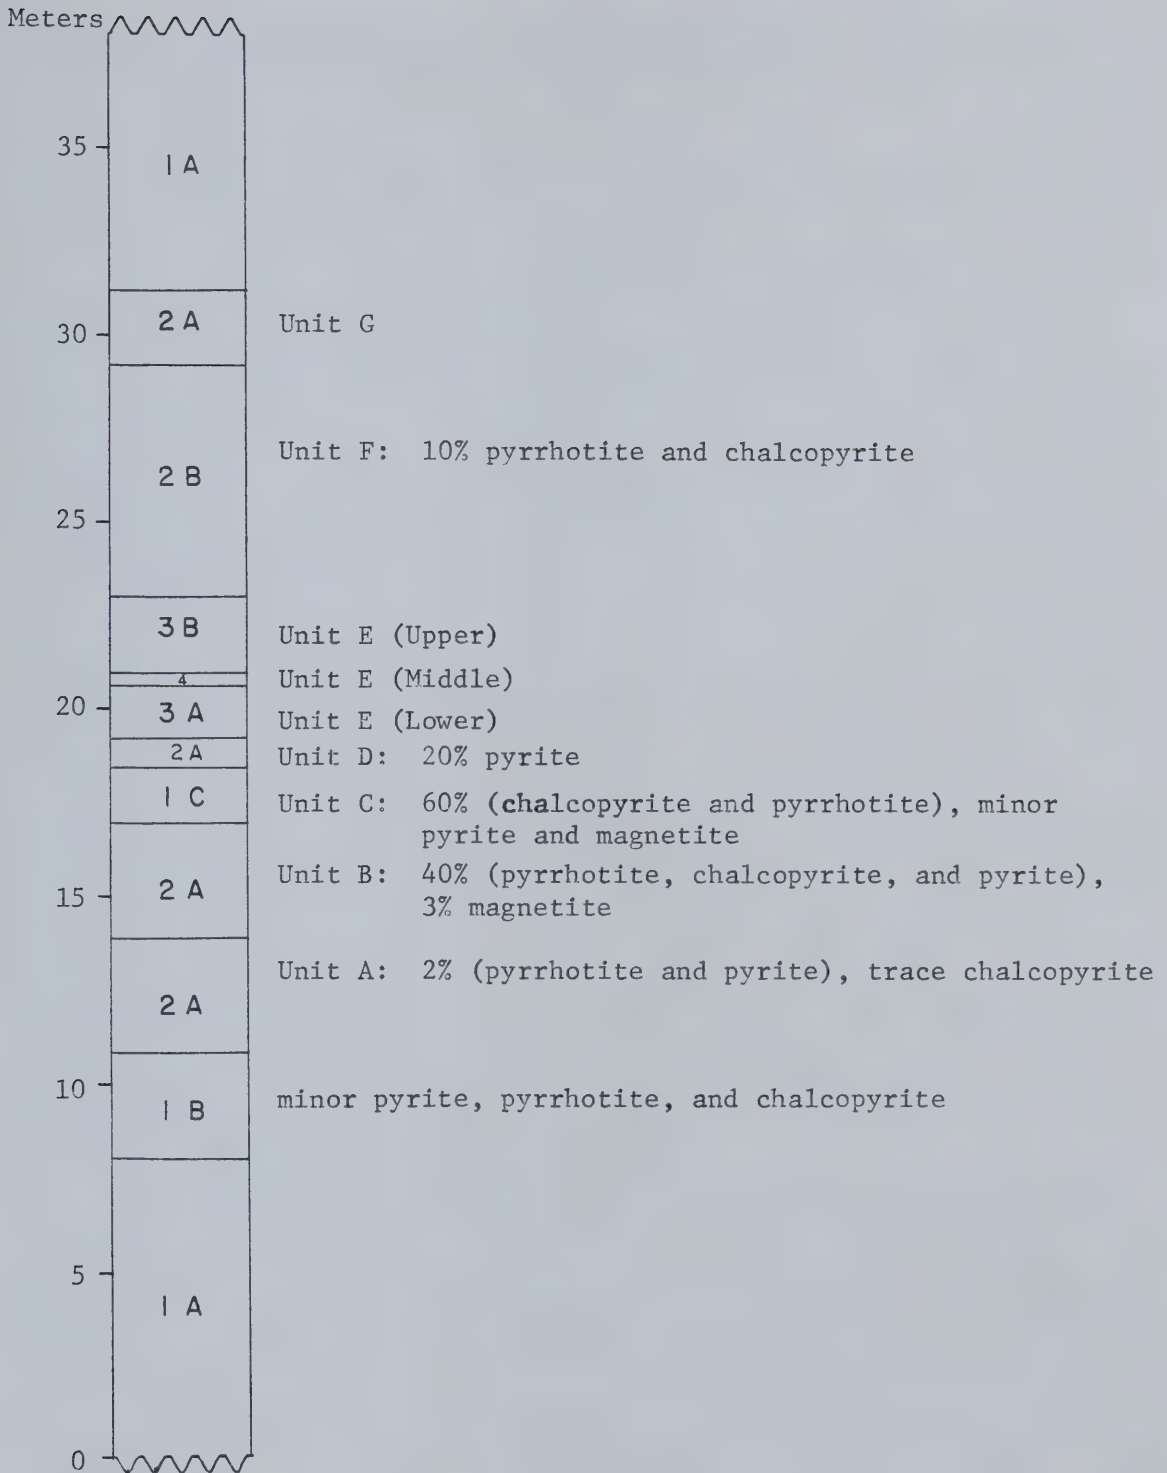 Meters
35
1 A
2 A
Unit G
30
Unit F: 10% pyrrhotite and chalcopyrite
2 B
25
3 B
Unit E (Upper)
4
Unit E (Middle)
20
3 A
Unit E (Lower)
2 A
Unit D: 20% pyrite
1 C
Unit C: 60% (chalcopyrite and pyrrhotite), minor
pyrite and magnetite
Unit B: 40% (pyrrhotite, chalcopyrite, and pyrite),
15
2 A
3% magnetite
Unit A: 2% (pyrrhotite and pyrite), trace chalcopyrite
2 A
10
1 B
minor pyrite, pyrrhotite, and chalcopyrite
5
1 A
0